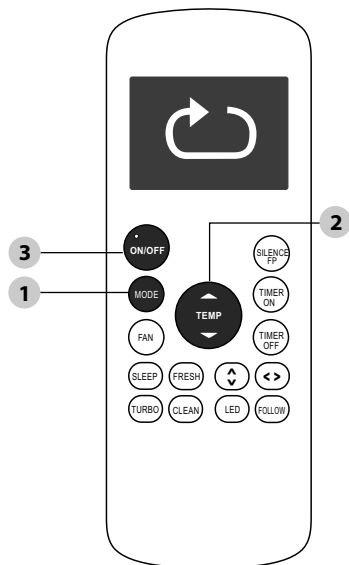 2
3
ON/OFF
SILENCE
FP
1
MODE
TEMP
TIMER
ON
FAN
TIMER
OFF
SLEEP
FRESH
TURBO
CLEAN
LED
FOLLOW